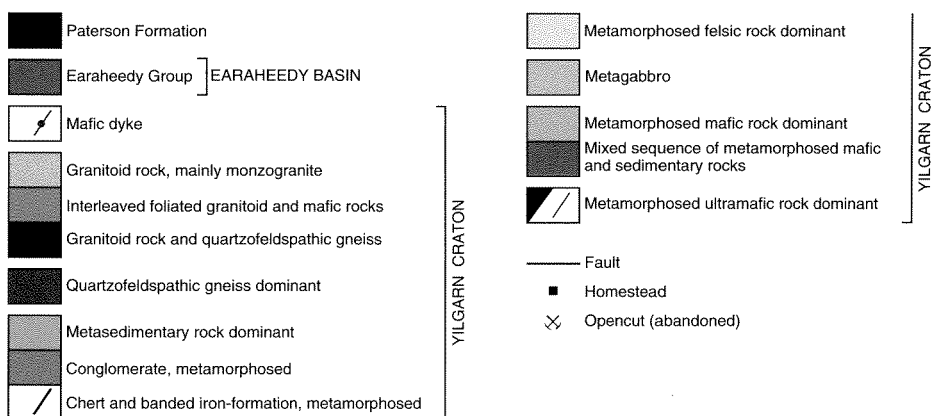 Paterson Formation
Earaheedy Group
EARAHEEDY BASIN
Mafic dyke
Granitoid rock, mainly monzogranite
Interleaved foliated granitoid and mafic rocks
Granitoid rock and quartzofeldspathic gneiss
Quartzofeldspathic gneiss dominant
Metasedimentary rock dominant
Conglomerate, metamorphosed
Chert and banded iron-formation, metamorphosed
YILGARN CRATON
Metamorphosed felsic rock dominant
Metagabbro
Metamorphosed mafic rock dominant
Mixed sequence of metamorphosed mafic
and sedimentary rocks
Metamorphosed ultramafic rock dominant
YILGARN CRATON
Fault
Homestead
Opencut (abandoned)